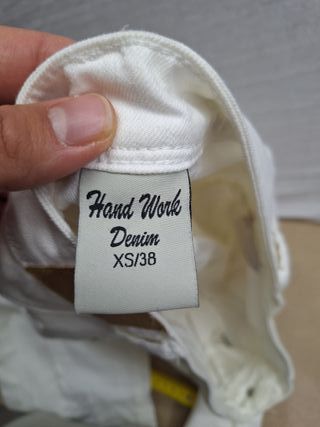 Hand Work
Denim
XS/38